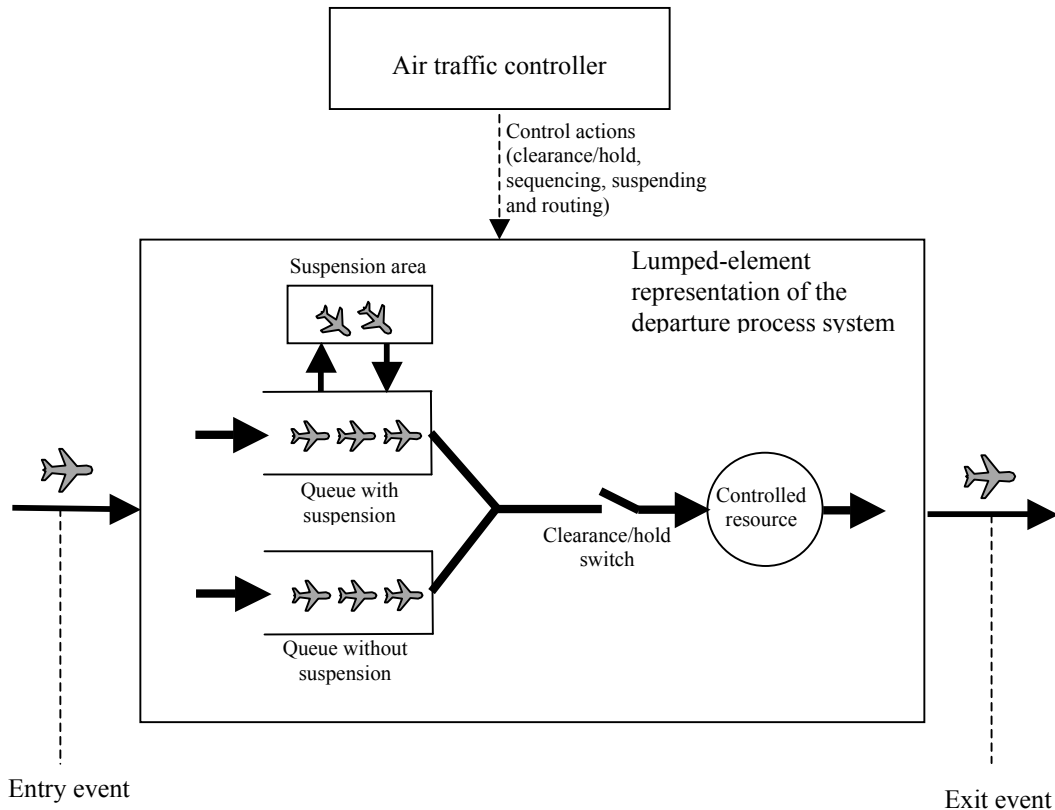 Air traffic controller
Control actions
(clearance/hold,
sequencing, suspending
and routing)
Suspension area
Lumped-element
representation of the
departure process system
Queue with
suspension
Clearance/hold
switch
Controlled
resource
Queue without
suspension
Entry event
Exit event